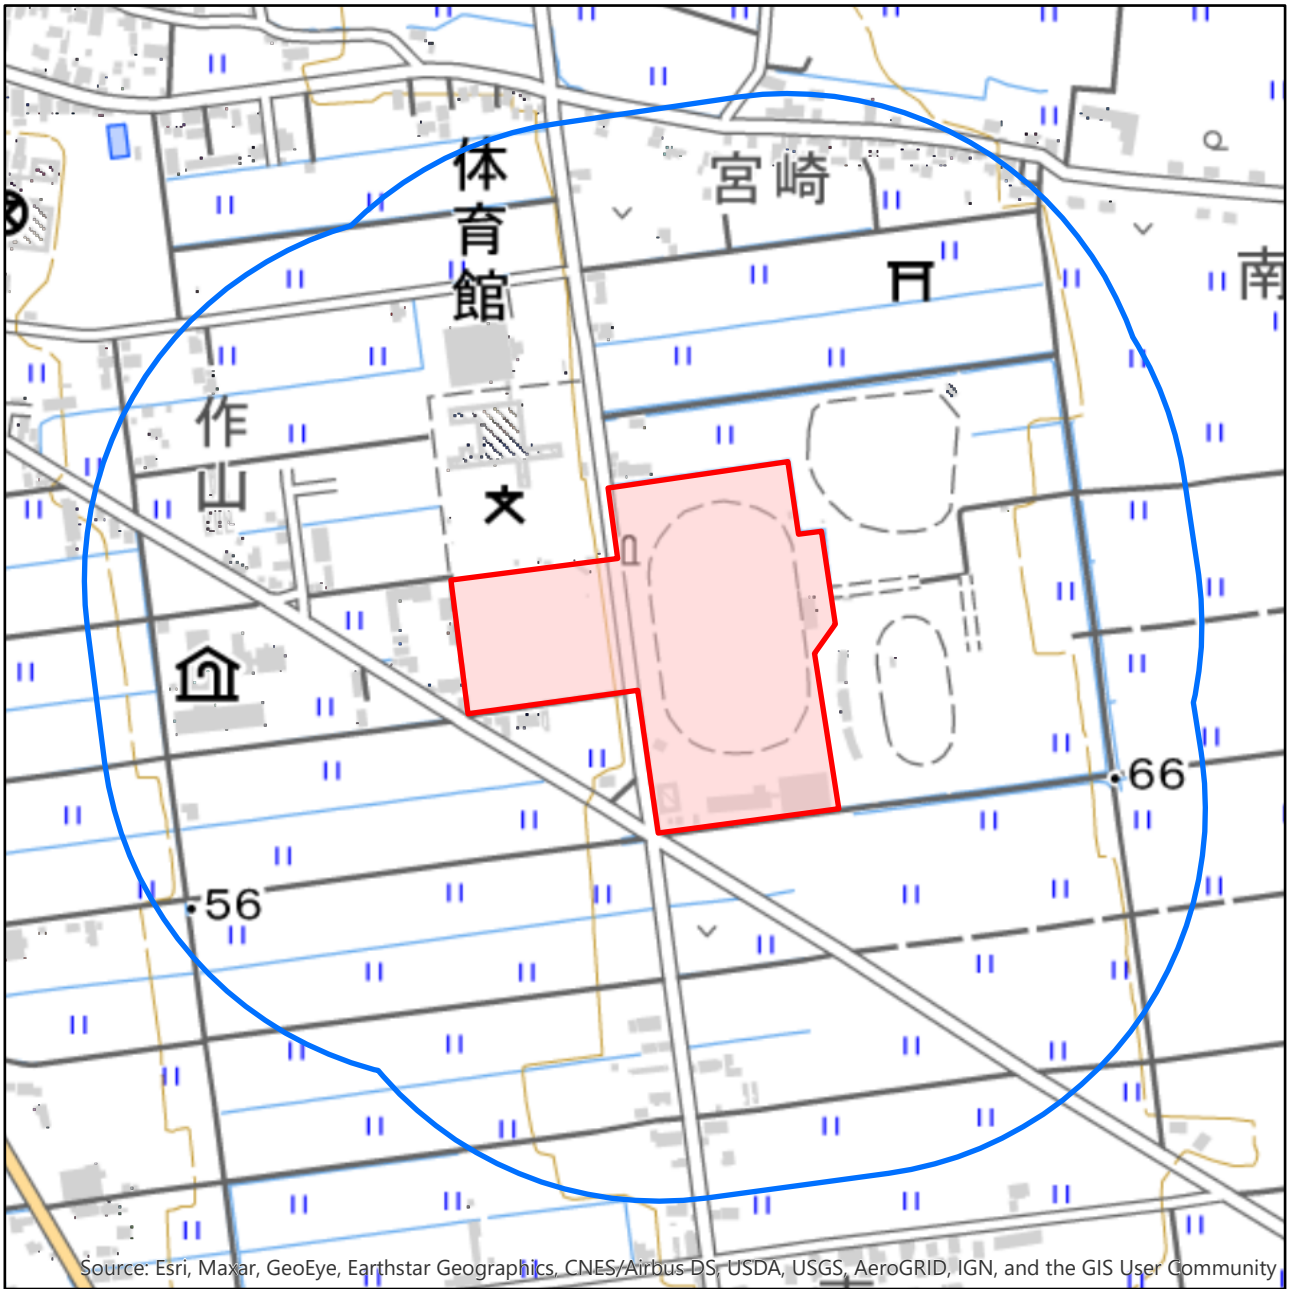 体育館
宮崎
南
作山
66
56
Source: Esri, Maxar, GeoEye, Earthstar Geographics, CNES/Airbus DS, USDA, USGS, AeroGRID, IGN, and the GIS User Community